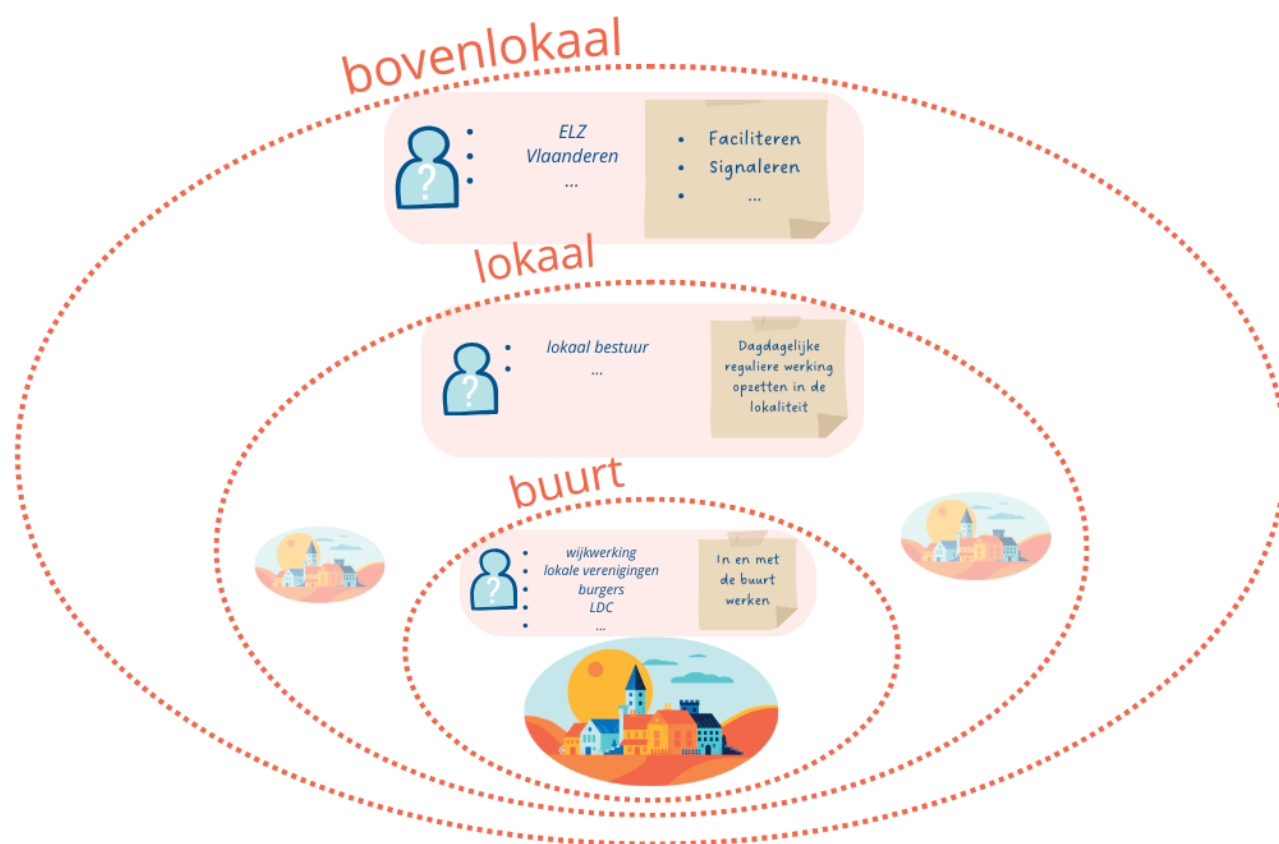 bovenlokaal
? • ELZ
• Vlaanderen
• ...
• Faciliteren
• Signaleren
• ...
lokaal
? • lokaal bestuur
• ...
Dagdagelijke
reguliere werking
opzetten in de
lokaliteit
buurt
? • wijkwerking
• lokale verenigingen
• burgers
• LDC
• ...
In en met
de buurt
werken